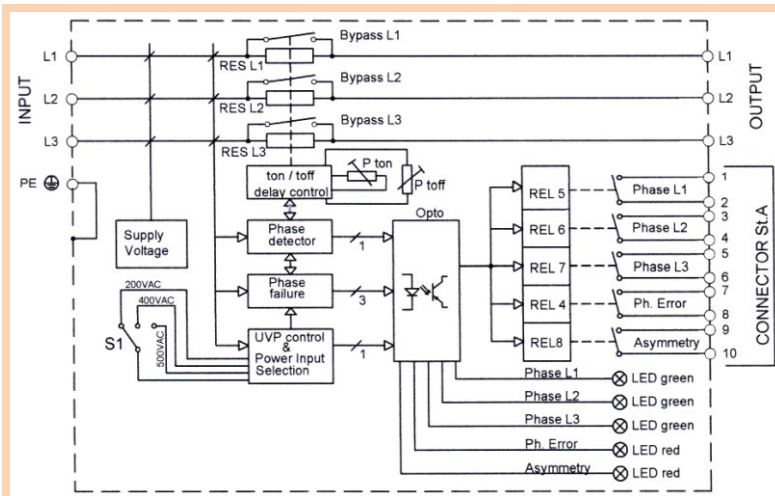 Bypass L1
L1
RES L1
L1
Bypass L2
L2
RES L2
L2
Bypass L3
L3
RES L3
L3
INPUT
OUTPUT
PE
ton / toff
delay control
P ton
P toff
Opto
Supply
Voltage
Phase
detector
1
Phase
failure
3
UVP control
&
Power Input
Selection
1
200VAC
400VAC
500VAC
S1
REL 5
Phase L1
1
2
REL 6
Phase L2
3
4
REL 7
Phase L3
5
6
REL 4
Ph. Error
7
8
REL8
Asymmetry
9
10
CONNECTOR St.A
Phase L1
LED green
Phase L2
LED green
Phase L3
LED green
Ph. Error
LED red
Asymmetry
LED red